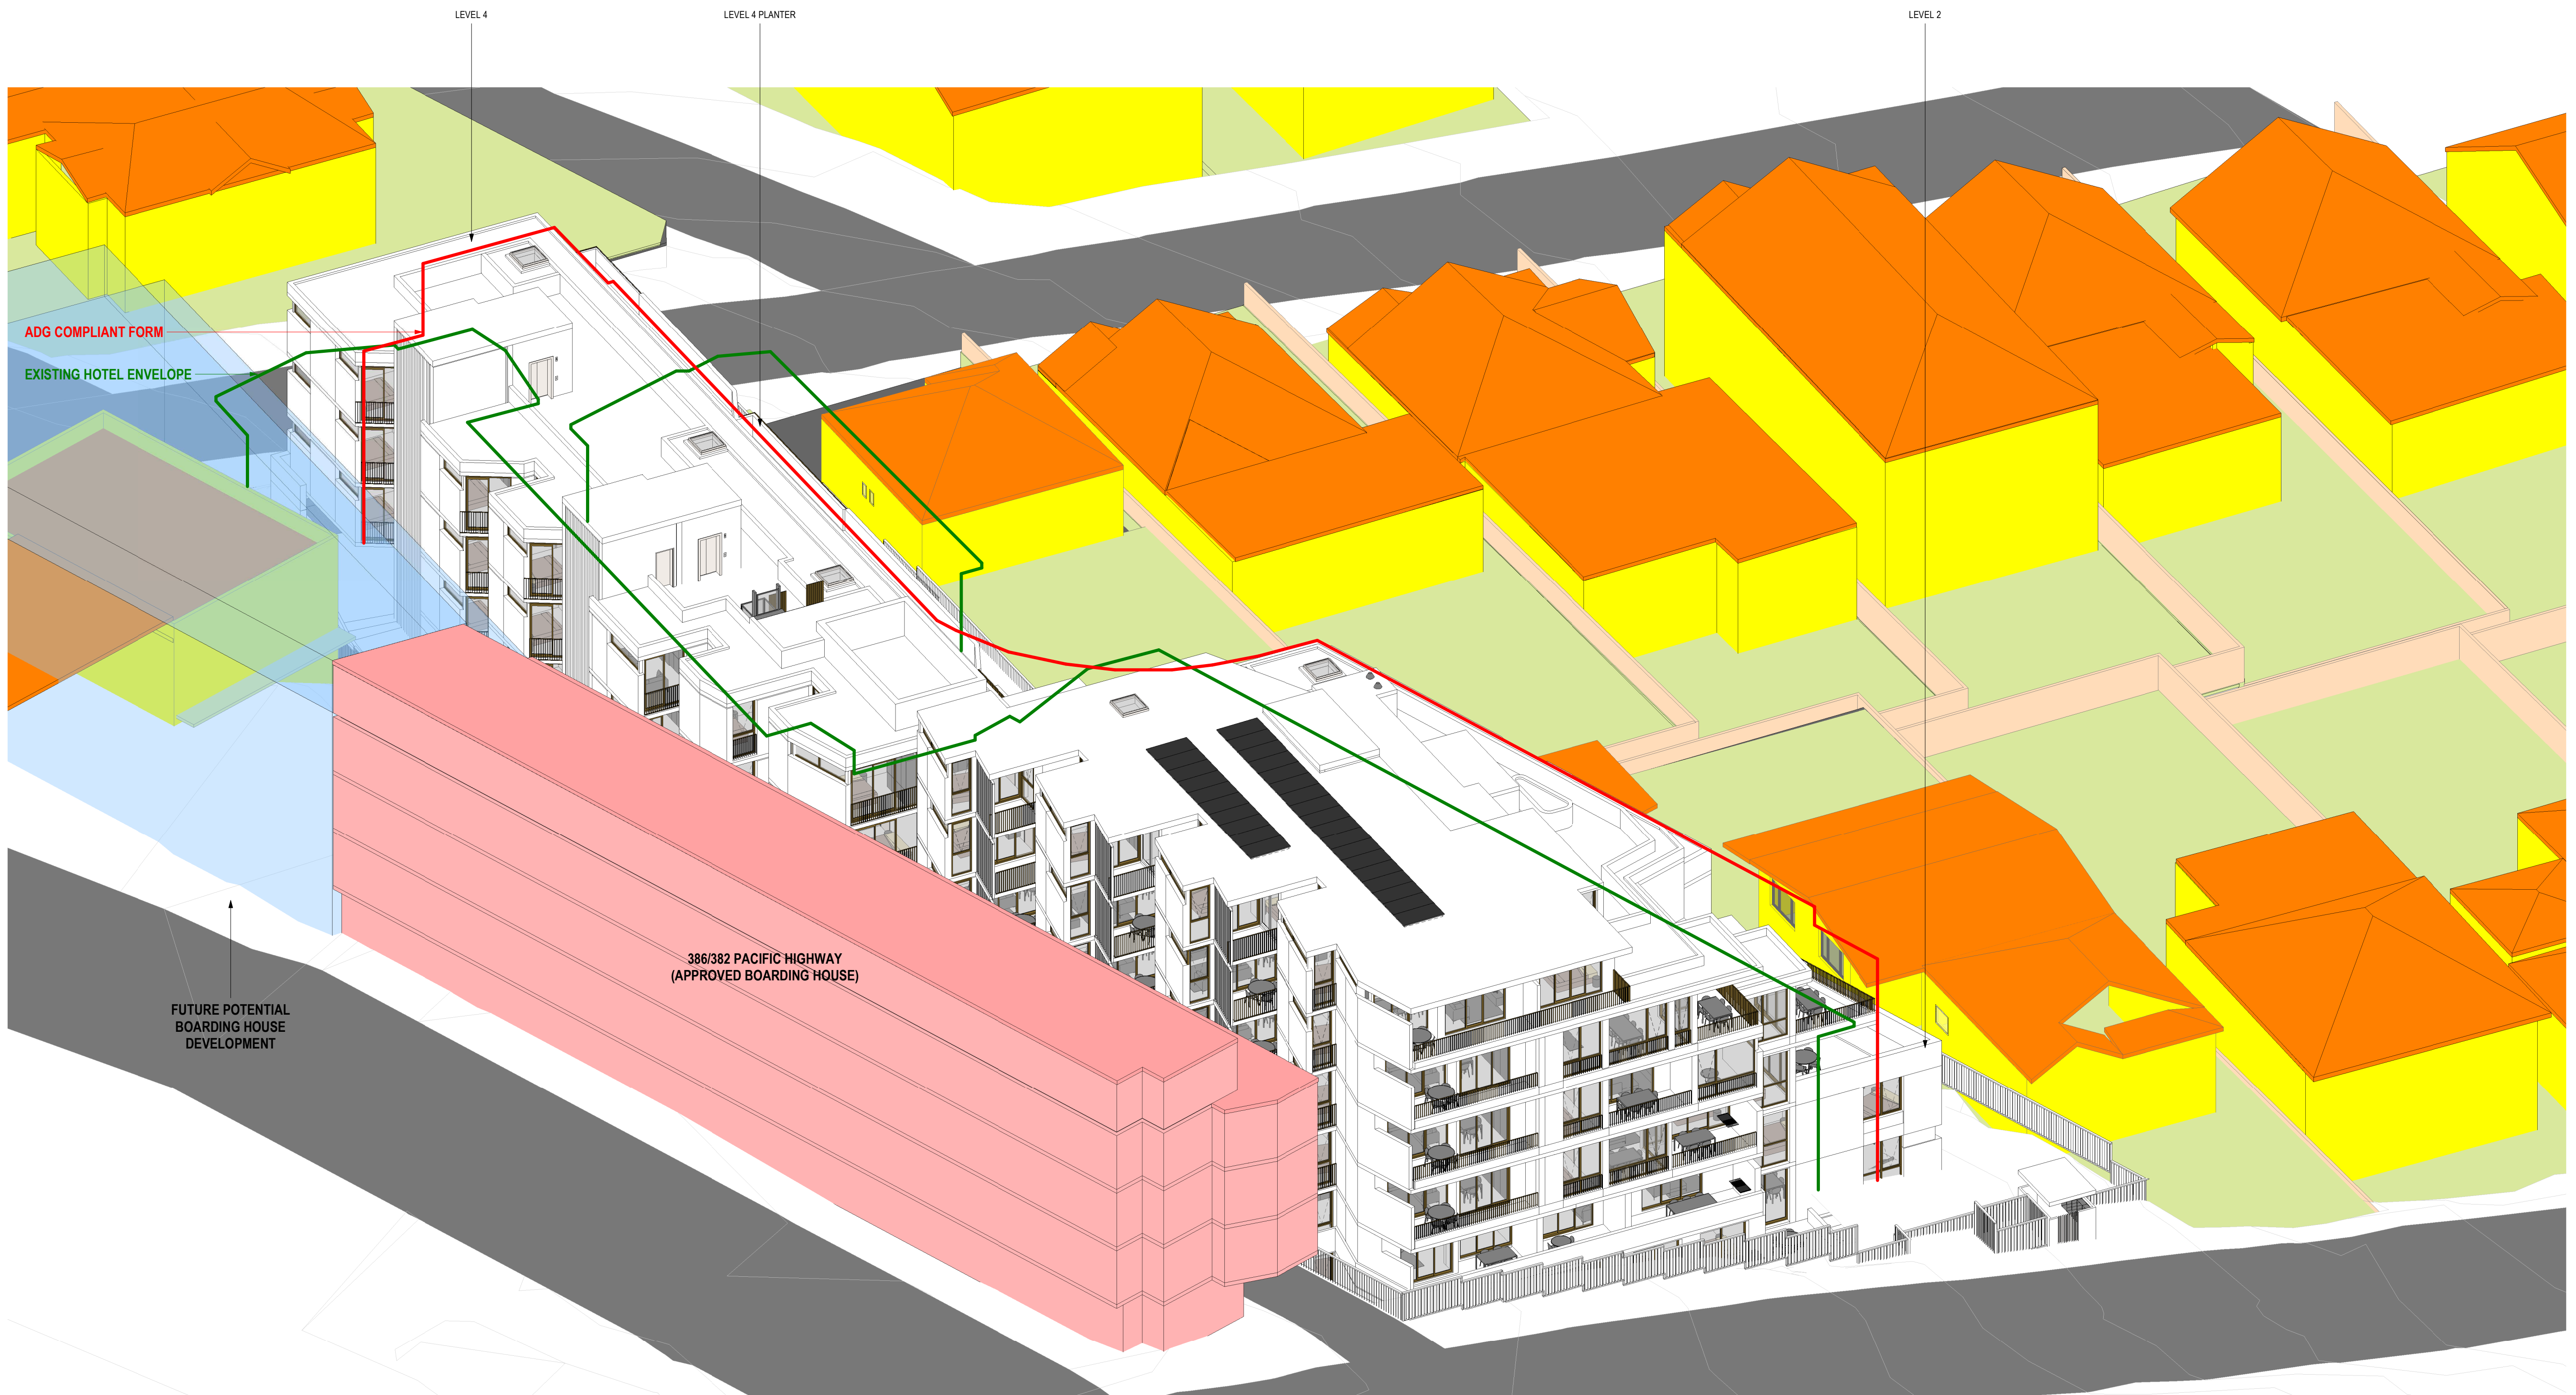 LEVEL 4
LEVEL 4 PLANTER
LEVEL 2
ADG COMPLIANT FORM
EXISTING HOTEL ENVELOPE
386/382 PACIFIC HIGHWAY
(APPROVED BOARDING HOUSE)
FUTURE POTENTIAL
BOARDING HOUSE
DEVELOPMENT